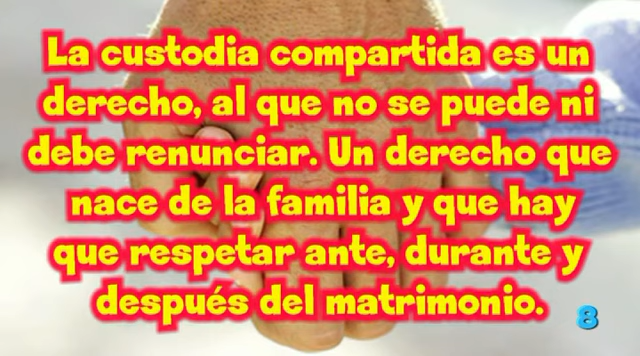 La custodia compartida es un
derecho, al que no se puede ni
debe renunciar. Un derecho que
nace de la familia y que hay
que respetar ante, durante y
después del matrimonio.
8